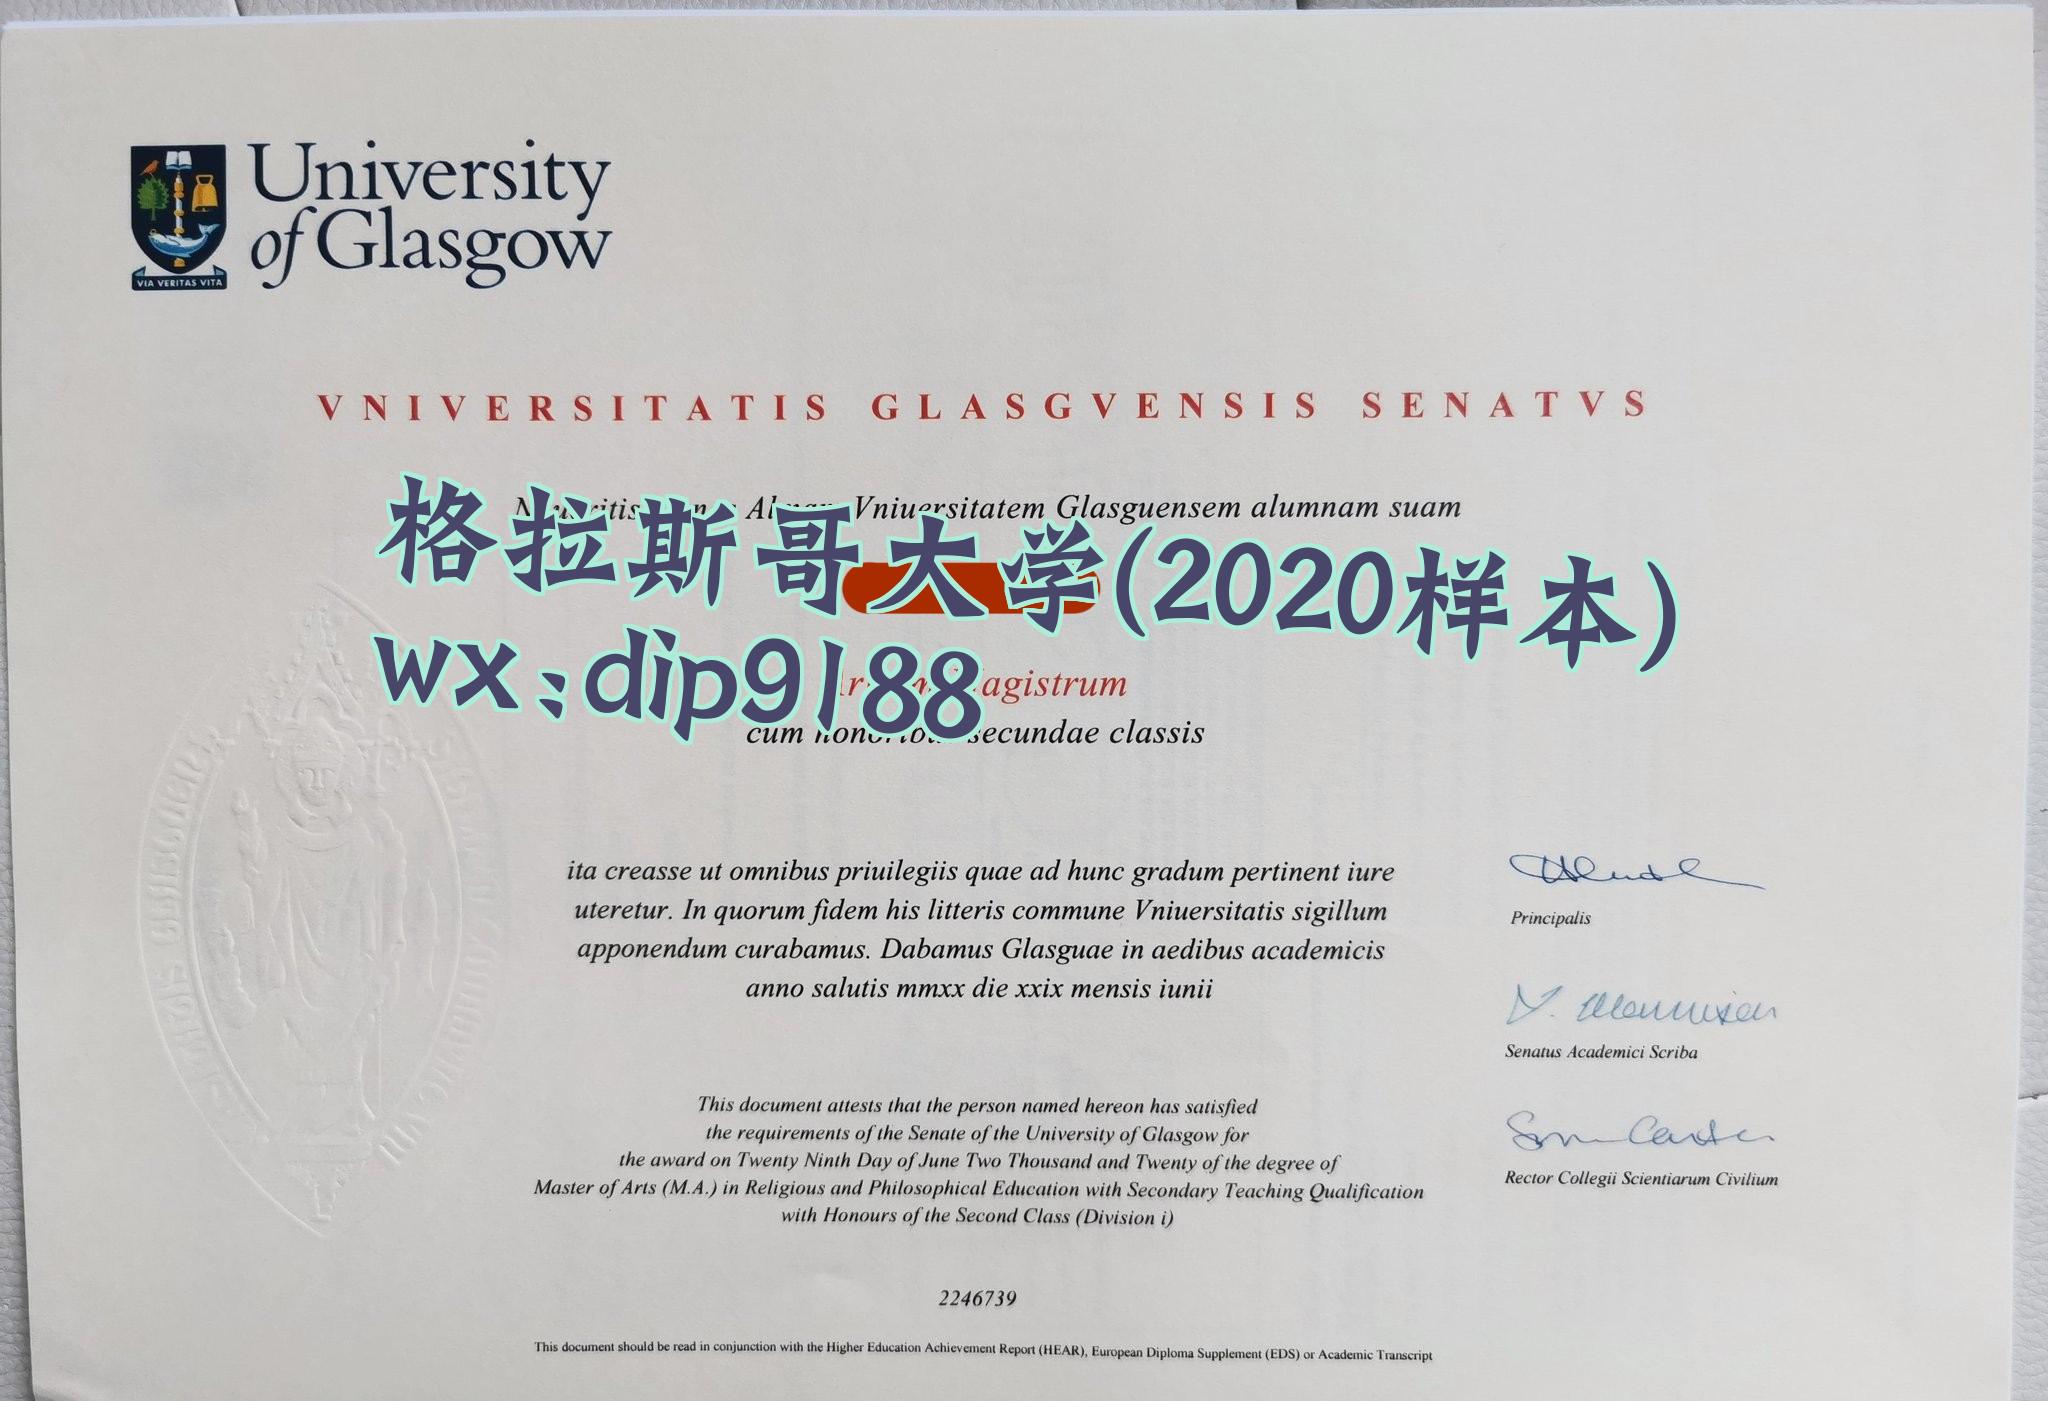 University
of Glasgow
VIA VERITAS VITA
VNIVERSITATIS GLASGVENSIS SENATVS
Almam Vniuersitatem Glasguensem alumnam suam
格拉斯哥大学(2020样本)
wx:dip9188
Artium Magistrum
cum honoribus secundae classis
ita creasse ut omnibus priuilegiis quae ad hunc gradum pertinent iure
uteretur. In quorum fidem his litteris commune Vniuersitatis sigillum
apponendum curabamus. Dabamus Glasguae in aedibus academicis
anno salutis mmxx die xxix mensis iunii
Principalis
Senatus Academici Scriba
Rector Collegii Scientiarum Civilium
This document attests that the person named hereon has satisfied
the requirements of the Senate of the University of Glasgow for
the award on Twenty Ninth Day of June Two Thousand and Twenty of the degree of
Master of Arts (M.A.) in Religious and Philosophical Education with Secondary Teaching Qualification
with Honours of the Second Class (Division i)
2246739
This document should be read in conjunction with the Higher Education Achievement Report (HEAR), European Diploma Supplement (EDS) or Academic Transcript